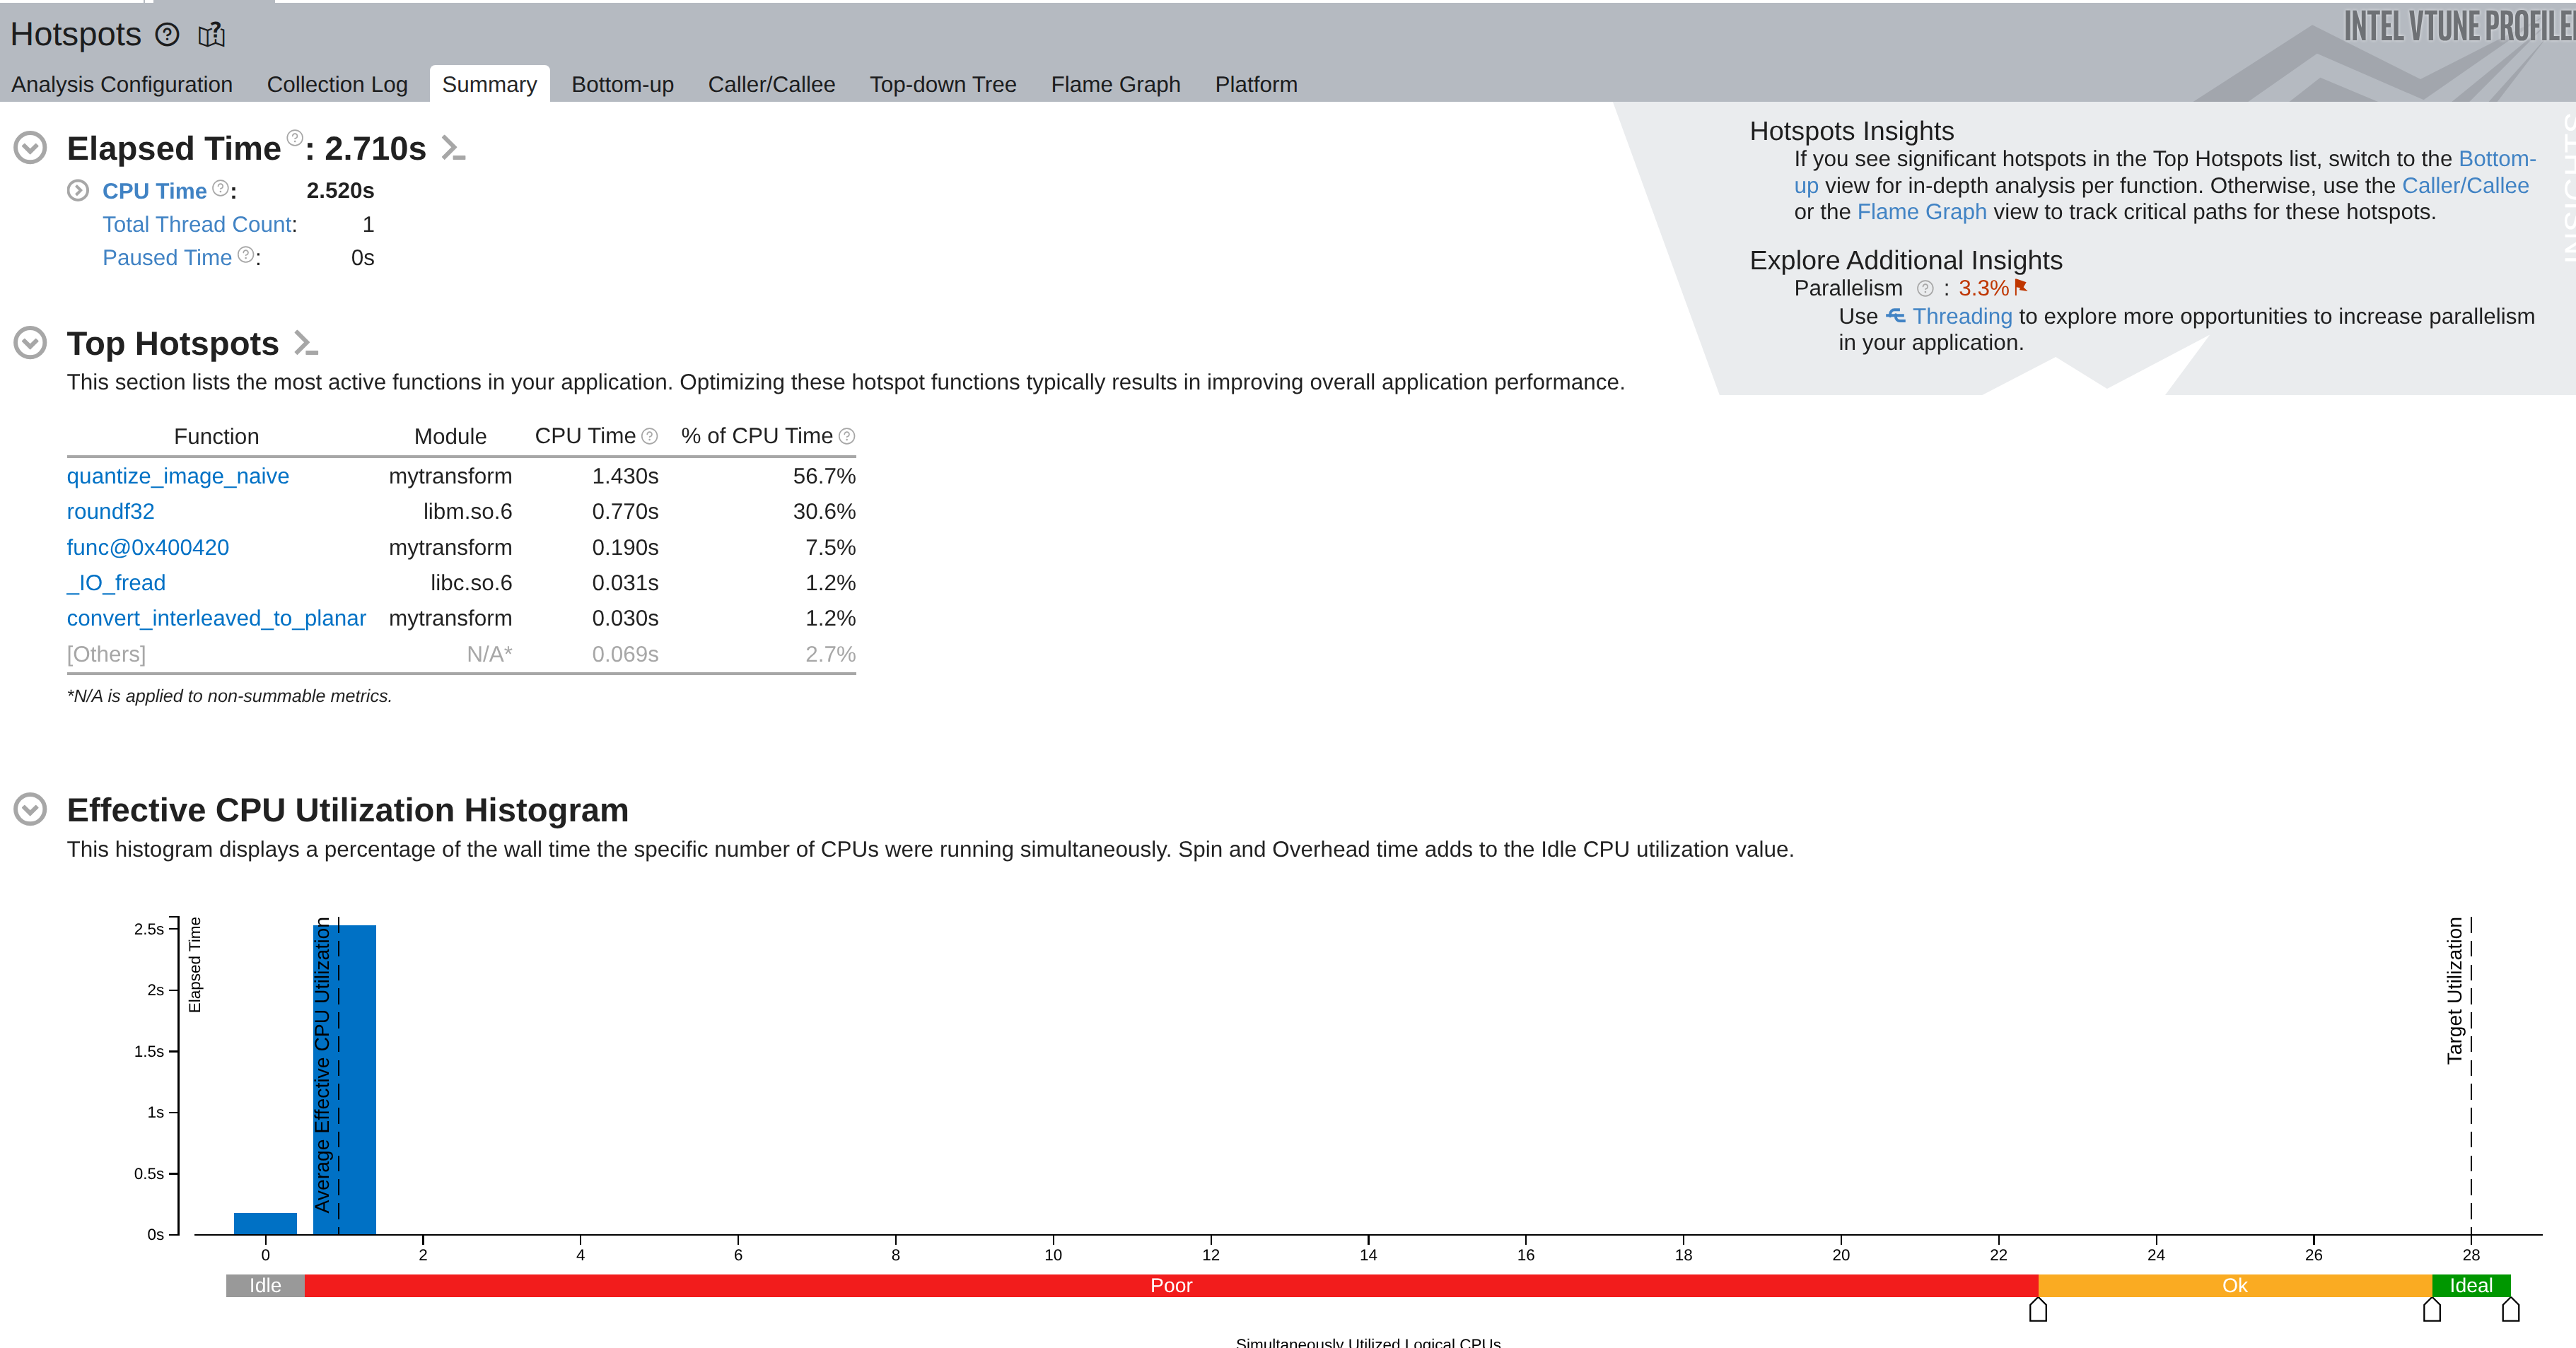 Hotspots
INTEL VTUNE PROFILER
Analysis Configuration Collection Log Summary Bottom-up Caller/Callee Top-down Tree Flame Graph Platform
Elapsed Time: 2.710s
CPU Time: 2.520s
Total Thread Count: 1
Paused Time: 0s
Hotspots Insights
If you see significant hotspots in the Top Hotspots list, switch to the Bottom-
up view for in-depth analysis per function. Otherwise, use the Caller/Callee
or the Flame Graph view to track critical paths for these hotspots.
Explore Additional Insights
Parallelism : 3.3%
Use Threading to explore more opportunities to increase parallelism
in your application.
INSIGHTS
Top Hotspots
This section lists the most active functions in your application. Optimizing these hotspot functions typically results in improving overall application performance.
Function Module CPU Time % of CPU Time
quantize_image_naive mytransform 1.430s 56.7%
roundf32 libm.so.6 0.770s 30.6%
func@0x400420 mytransform 0.190s 7.5%
_IO_fread libc.so.6 0.031s 1.2%
convert_interleaved_to_planar mytransform 0.030s 1.2%
[Others] N/A* 0.069s 2.7%
*N/A is applied to non-summable metrics.
Effective CPU Utilization Histogram
This histogram displays a percentage of the wall time the specific number of CPUs were running simultaneously. Spin and Overhead time adds to the Idle CPU utilization value.
2.5s
2s
1.5s
1s
0.5s
0s
Elapsed Time
Average Effective CPU Utilization
Target Utilization
0 2 4 6 8 10 12 14 16 18 20 22 24 26 28
Idle Poor Ok Ideal
Simultaneously Utilized Logical CPUs